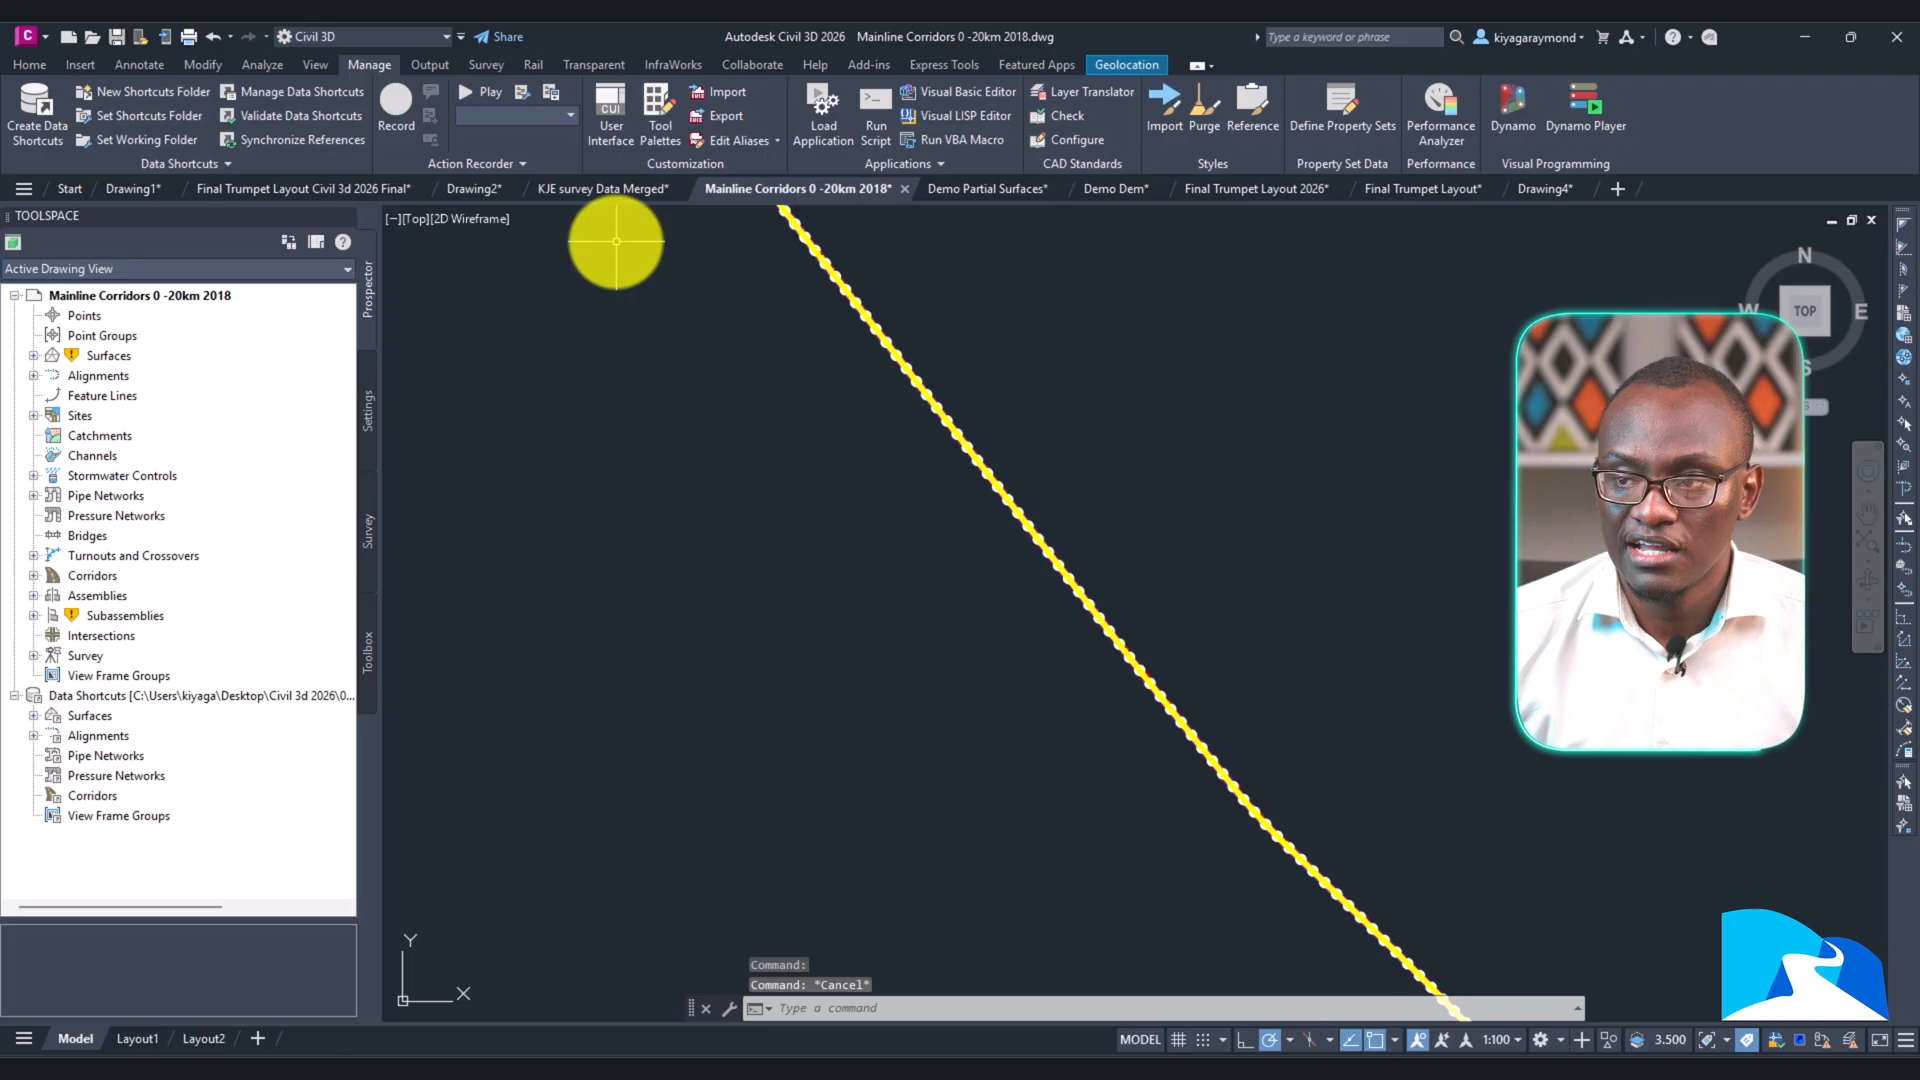 C Civil 3D Share Autodesk Civil 3D 2026 Mainline Corridors 0 -20km 2018.dwg Type a keyword or phrase kiyagaraymond
Home Insert Annotate Modify Analyze View Manage Output Survey Rail Transparent InfraWorks Collaborate Help Add-ins Express Tools Featured Apps Geolocation
Create Data Shortcuts
New Shortcuts Folder
Set Shortcuts Folder
Set Working Folder
Manage Data Shortcuts
Validate Data Shortcuts
Synchronize References
Data Shortcuts
Record
Play
Action Recorder
CUI
User Interface
Tool Palettes
Import
Export
Edit Aliases
Customization
Load Application
Run Script
Visual Basic Editor
Visual LISP Editor
Run VBA Macro
Applications
Layer Translator
Check
Configure
CAD Standards
Import
Purge
Reference
Styles
Define Property Sets
Property Set Data
Performance Analyzer
Performance
Dynamo
Dynamo Player
Visual Programming
Start Drawing1* Final Trumpet Layout Civil 3d 2026 Final* Drawing2* KJE survey Data Merged* Mainline Corridors 0 -20km 2018* Demo Partial Surfaces* Demo Dem* Final Trumpet Layout 2026* Final Trumpet Layout* Drawing4*
TOOLSPACE
Active Drawing View
Mainline Corridors 0 -20km 2018
Points
Point Groups
Surfaces
Alignments
Feature Lines
Sites
Catchments
Channels
Stormwater Controls
Pipe Networks
Pressure Networks
Bridges
Turnouts and Crossovers
Corridors
Assemblies
Subassemblies
Intersections
Survey
View Frame Groups
Data Shortcuts [C:\Users\kiyaga\Desktop\Civil 3d 2026\0...
Surfaces
Alignments
Pipe Networks
Pressure Networks
Corridors
View Frame Groups
Prospector
Settings
Survey
Toolbox
[−][Top][2D Wireframe]
N
W
TOP
E
S
Y
X
Command:
Command: *Cancel*
Type a command
Model Layout1 Layout2
MODEL 1:100 3.500